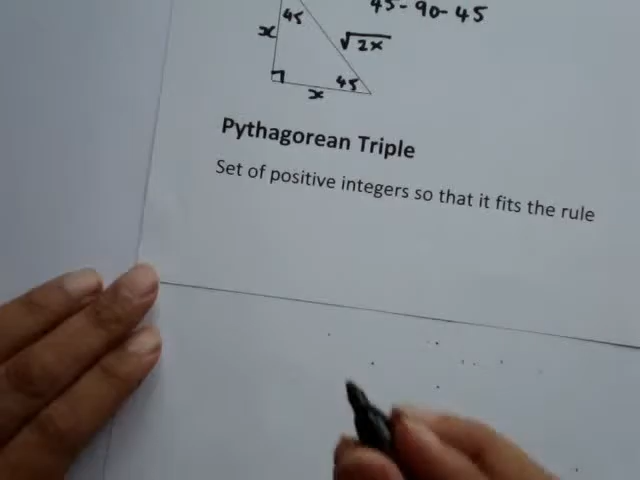 45-90-45
45
x
√2x
45
x
Pythagorean Triple
Set of positive integers so that it fits the rule